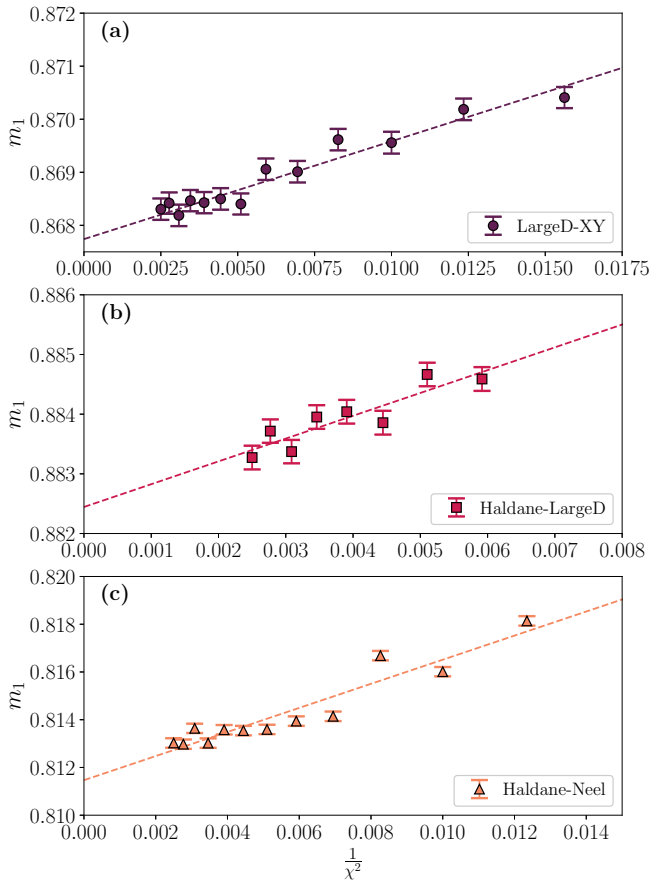 (a)
0.872
0.871
0.870
0.869
0.868
m₁
LargeD-XY
0.0000 0.0025 0.0050 0.0075 0.0100 0.0125 0.0150 0.0175
(b)
0.886
0.885
0.884
0.883
0.882
m₁
Haldane-LargeD
0.000 0.001 0.002 0.003 0.004 0.005 0.006 0.007 0.008
(c)
0.820
0.818
0.816
0.814
0.812
0.810
m₁
Haldane-Neel
0.000 0.002 0.004 0.006 0.008 0.010 0.012 0.014
1/χ²